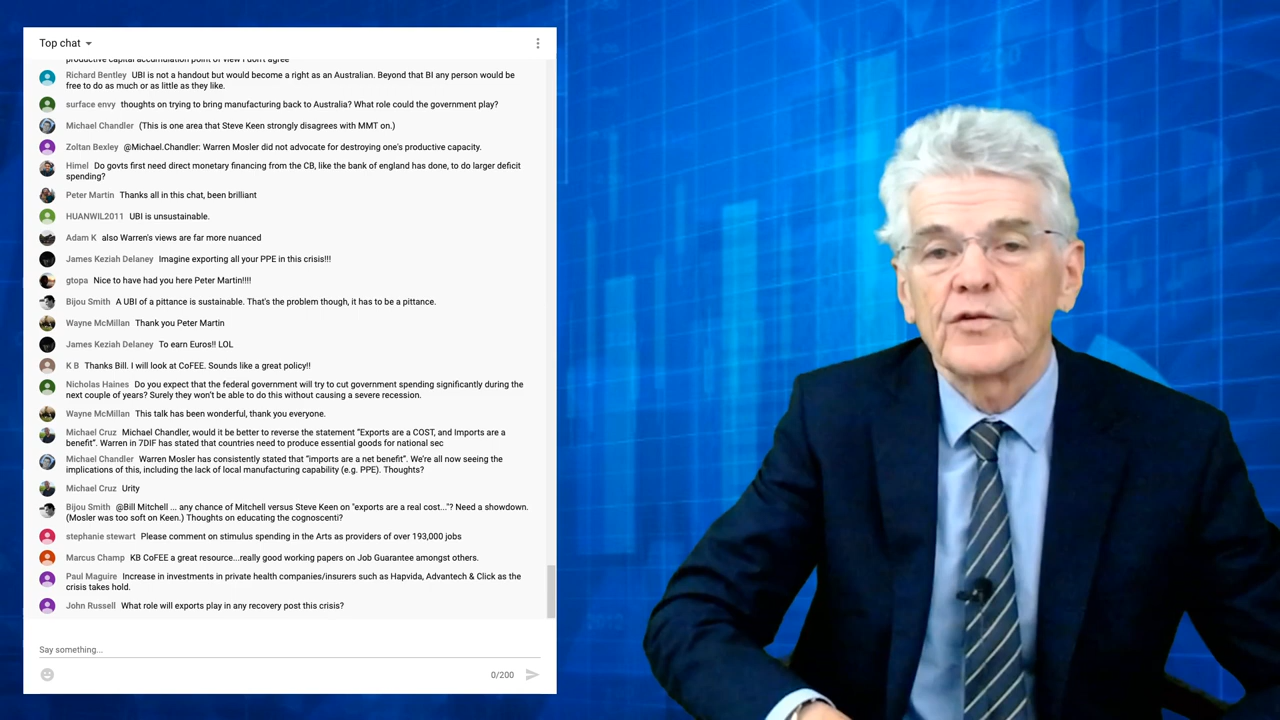 Top chat
productive capital accumulation point of view I don't agree
Richard Bentley UBI is not a handout but would become a right as an Australian. Beyond that BI any person would be
free to do as much or as little as they like.
surface envy thoughts on trying to bring manufacturing back to Australia? What role could the government play?
Michael Chandler (This is one area that Steve Keen strongly disagrees with MMT on.)
Zoltan Bexley @Michael.Chandler: Warren Mosler did not advocate for destroying one's productive capacity.
Himel Do govts first need direct monetary financing from the CB, like the bank of england has done, to do larger deficit
spending?
Peter Martin Thanks all in this chat, been brilliant
HUANWIL2011 UBI is unsustainable.
Adam K also Warren's views are far more nuanced
James Keziah Delaney Imagine exporting all your PPE in this crisis!!!
gtopa Nice to have had you here Peter Martin!!!!
Bijou Smith A UBI of a pittance is sustainable. That's the problem though, it has to be a pittance.
Wayne McMillan Thank you Peter Martin
James Keziah Delaney To earn Euros!! LOL
K B Thanks Bill. I will look at CoFEE. Sounds like a great policy!!
Nicholas Haines Do you expect that the federal government will try to cut government spending significantly during the
next couple of years? Surely they won't be able to do this without causing a severe recession.
Wayne McMillan This talk has been wonderful, thank you everyone.
Michael Cruz Michael Chandler, would it be better to reverse the statement “Exports are a COST, and Imports are a
benefit”. Warren in 7DIF has stated that countries need to produce essential goods for national sec
Michael Chandler Warren Mosler has consistently stated that “imports are a net benefit”. We're all now seeing the
implications of this, including the lack of local manufacturing capability (e.g. PPE). Thoughts?
Michael Cruz Urity
Bijou Smith @Bill Mitchell ... any chance of Mitchell versus Steve Keen on "exports are a real cost..."? Need a showdown.
(Mosler was too soft on Keen.) Thoughts on educating the cognoscenti?
stephanie stewart Please comment on stimulus spending in the Arts as providers of over 193,000 jobs
Marcus Champ KB CoFEE a great resource...really good working papers on Job Guarantee amongst others.
Paul Maguire Increase in investments in private health companies/insurers such as Hapvida, Advantech & Click as the
crisis takes hold.
John Russell What role will exports play in any recovery post this crisis?
Say something...
0/200